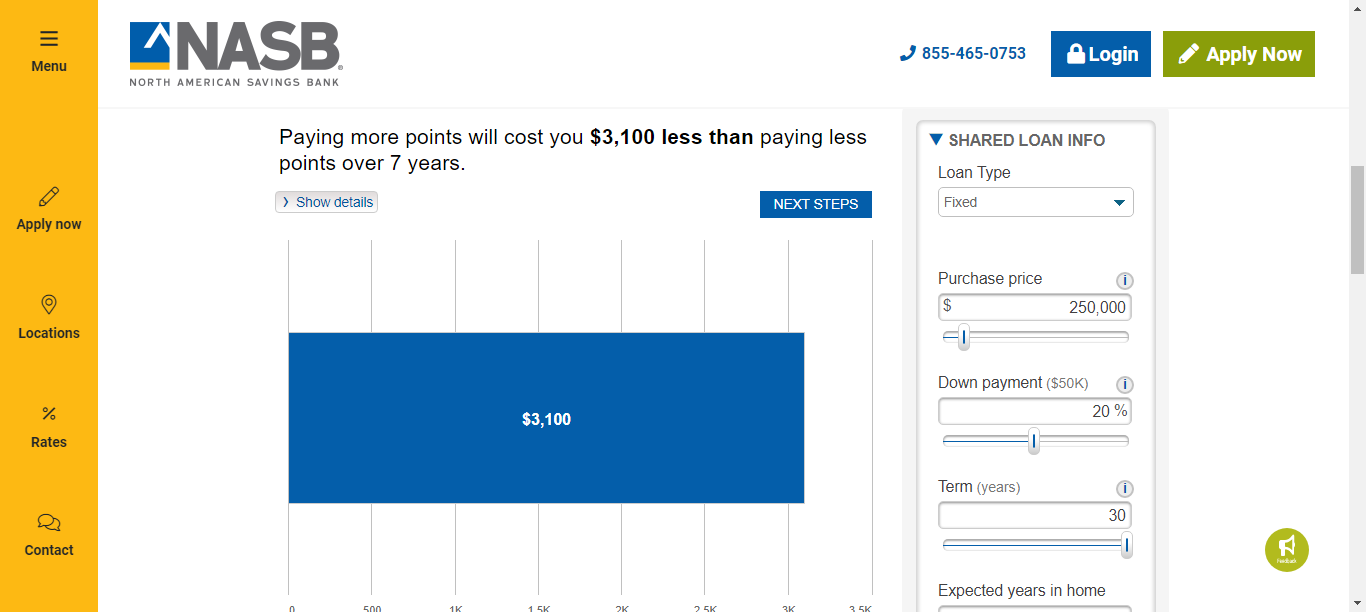 Menu
Apply now
Locations
Rates
Contact
NASB
NORTH AMERICAN SAVINGS BANK
855-465-0753
Login
Apply Now
Paying more points will cost you $3,100 less than paying less
points over 7 years.
Show details
NEXT STEPS
$3,100
0 500 1K 1.5K 2K 2.5K 3K 3.5K
SHARED LOAN INFO
Loan Type
Fixed
Purchase price
$ 250,000
Down payment ($50K)
20 %
Term (years)
30
Expected years in home
Feedback